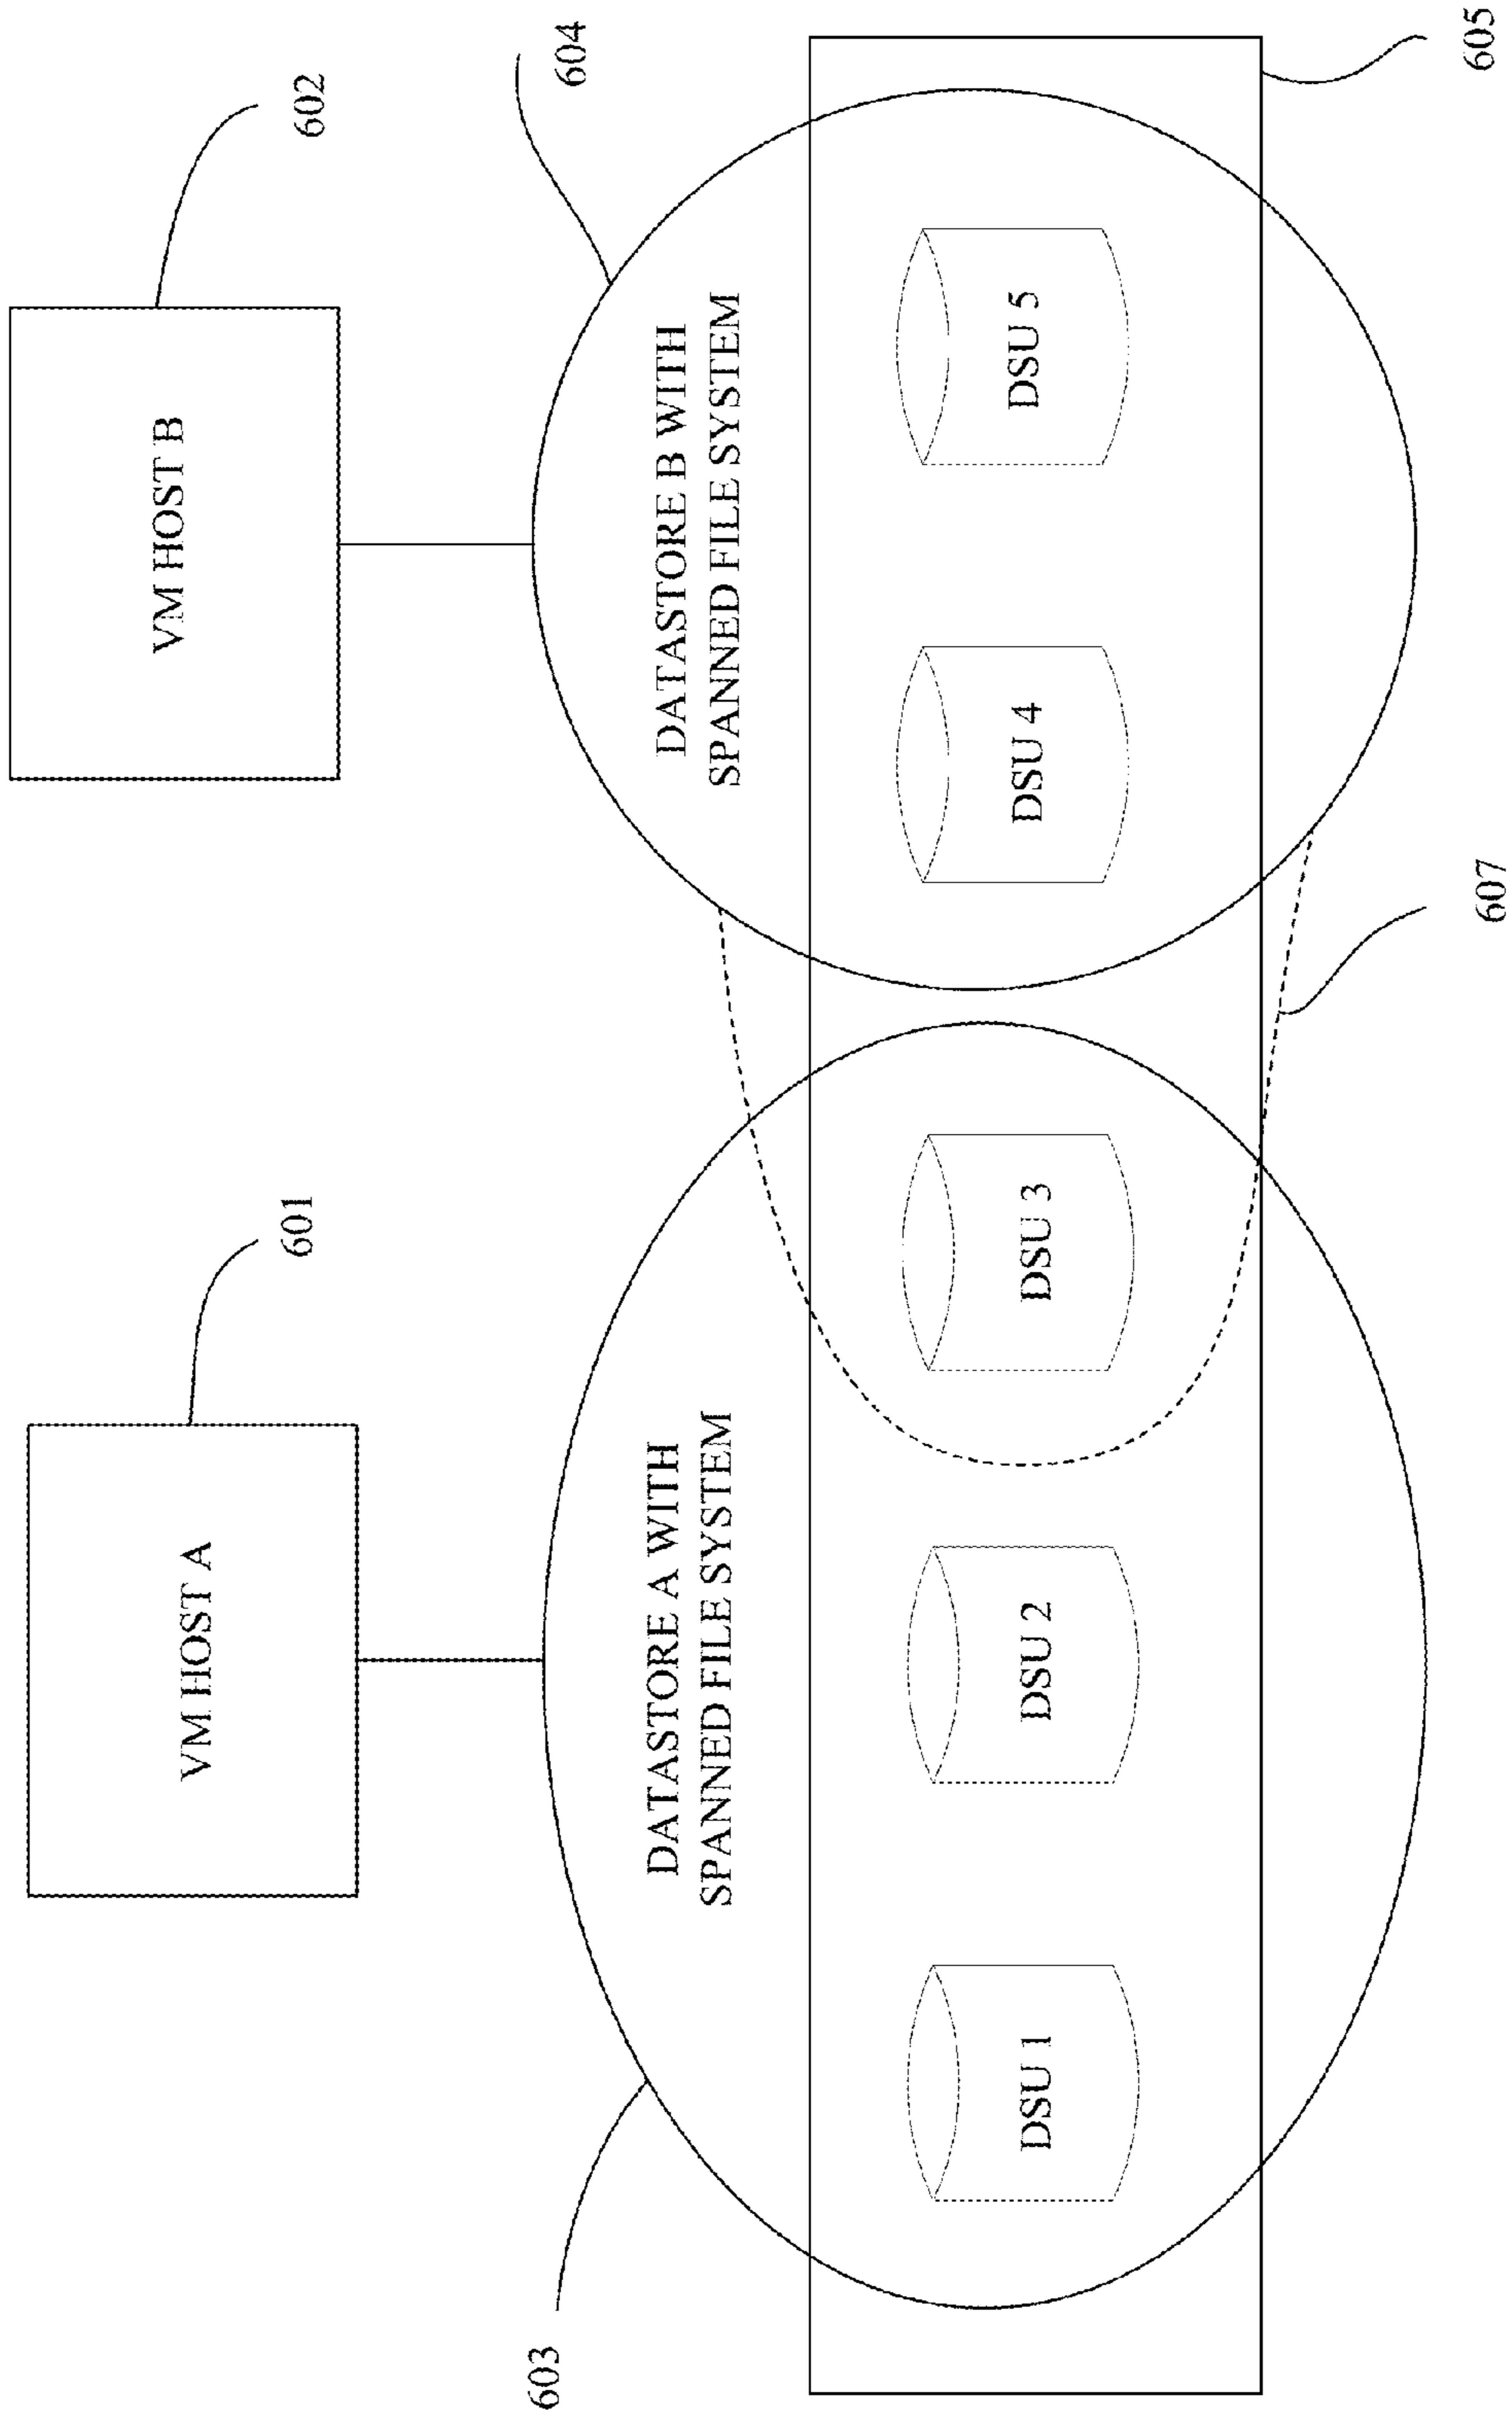 VM HOST A
601
VM HOST B
602
603
DATASTORE A WITH
SPANNED FILE SYSTEM
604
DATASTORE B WITH
SPANNED FILE SYSTEM
DSU 1
DSU 2
DSU 3
DSU 4
DSU 5
607
605